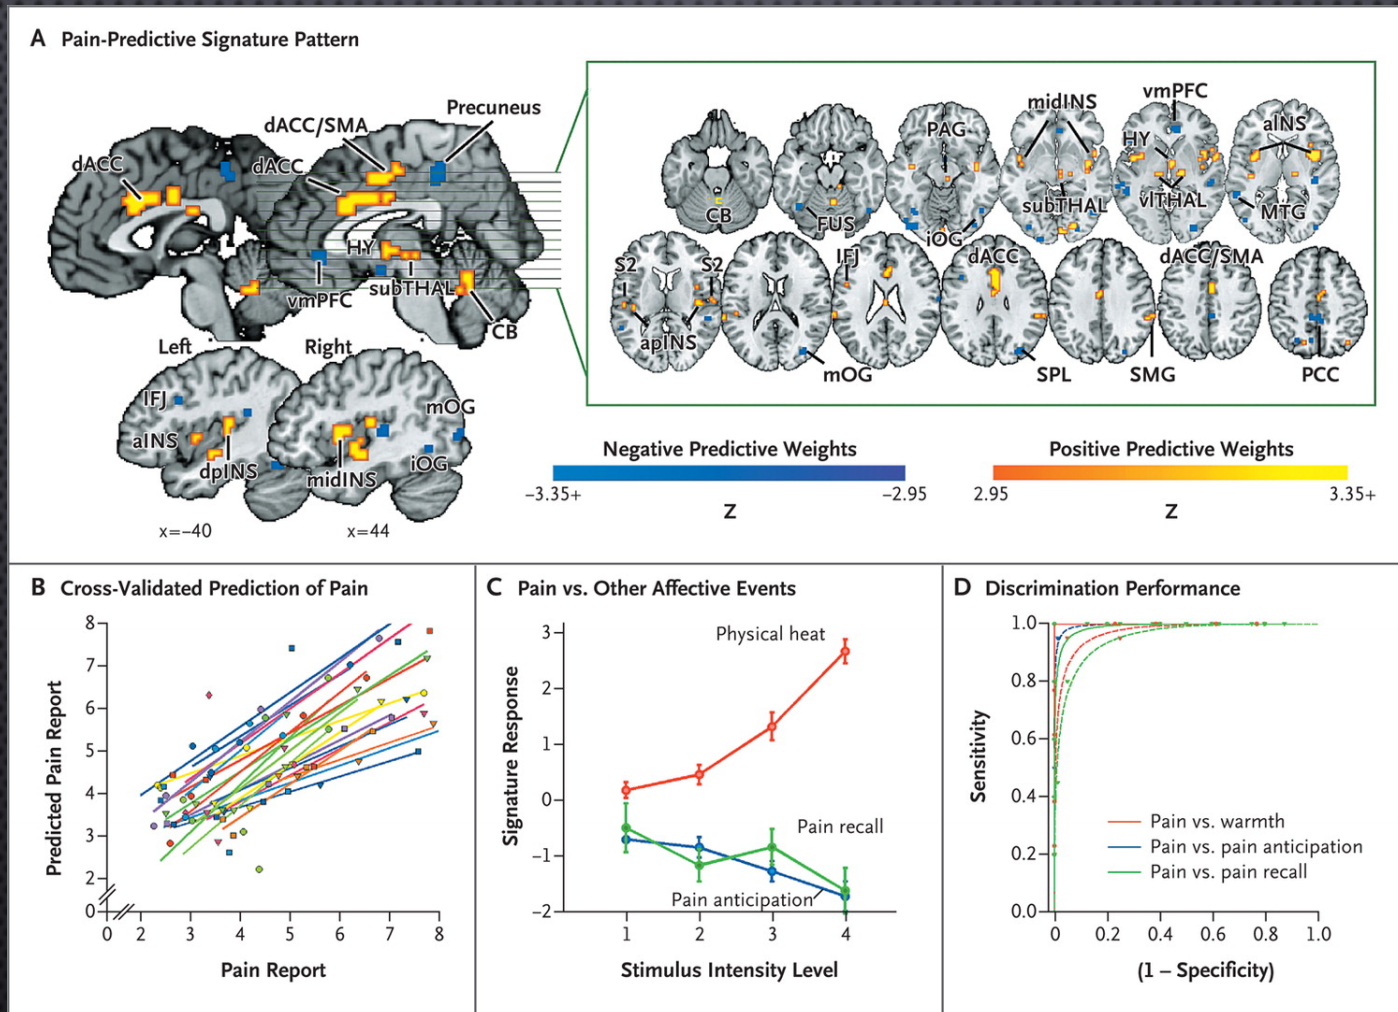 A Pain-Predictive Signature Pattern
Precuneus
dACC/SMA
dACC
dACC
HY
vmPFC
subTHAL
CB
Left
Right
IFJ
aINS
dpINS
midINS
mOG
iOG
x=–40
x=44
CB
FUS
PAG
iOG
midINS
subTHAL
vmPFC
HY
vlTHAL
aINS
MTG
S2
S2
apINS
mOG
IFJ
dACC
SPL
SMG
dACC/SMA
PCC
Negative Predictive Weights
–3.35+
–2.95
Z
Positive Predictive Weights
2.95
3.35+
Z
B Cross-Validated Prediction of Pain
Predicted Pain Report
8
7
6
5
4
3
2
0
0 2 3 4 5 6 7 8
Pain Report
C Pain vs. Other Affective Events
Signature Response
3
2
1
0
–1
–2
Physical heat
Pain recall
Pain anticipation
1 2 3 4
Stimulus Intensity Level
D Discrimination Performance
Sensitivity
1.0
0.8
0.6
0.4
0.2
0.0
Pain vs. warmth
Pain vs. pain anticipation
Pain vs. pain recall
0 0.2 0.4 0.6 0.8 1.0
(1 – Specificity)